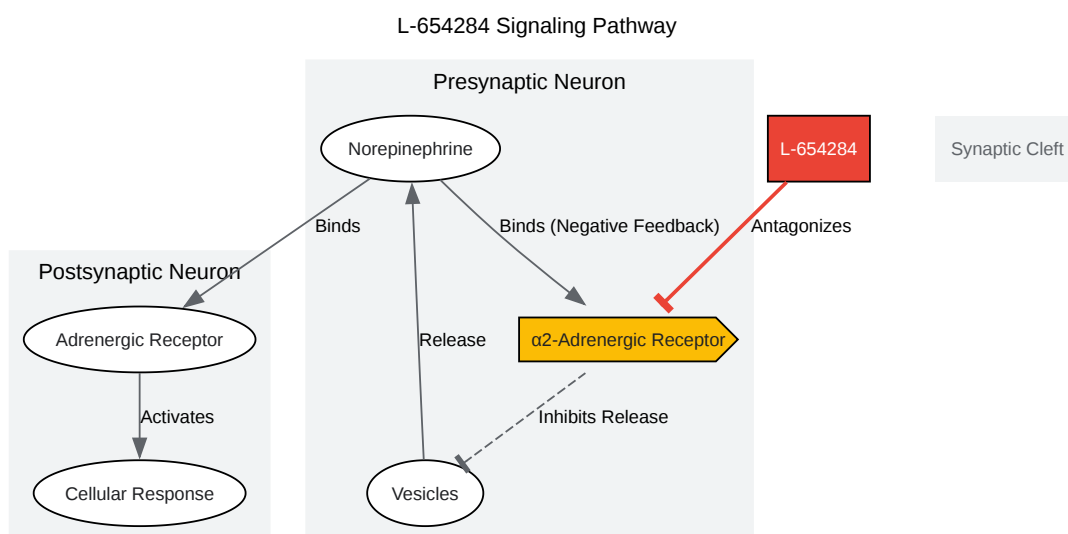 L-654284 Signaling Pathway
Presynaptic Neuron
Norepinephrine
L-654284
Synaptic Cleft
Binds
Binds (Negative Feedback)
Antagonizes
Postsynaptic Neuron
Adrenergic Receptor
Release
α2-Adrenergic Receptor
Activates
Inhibits Release
Cellular Response
Vesicles